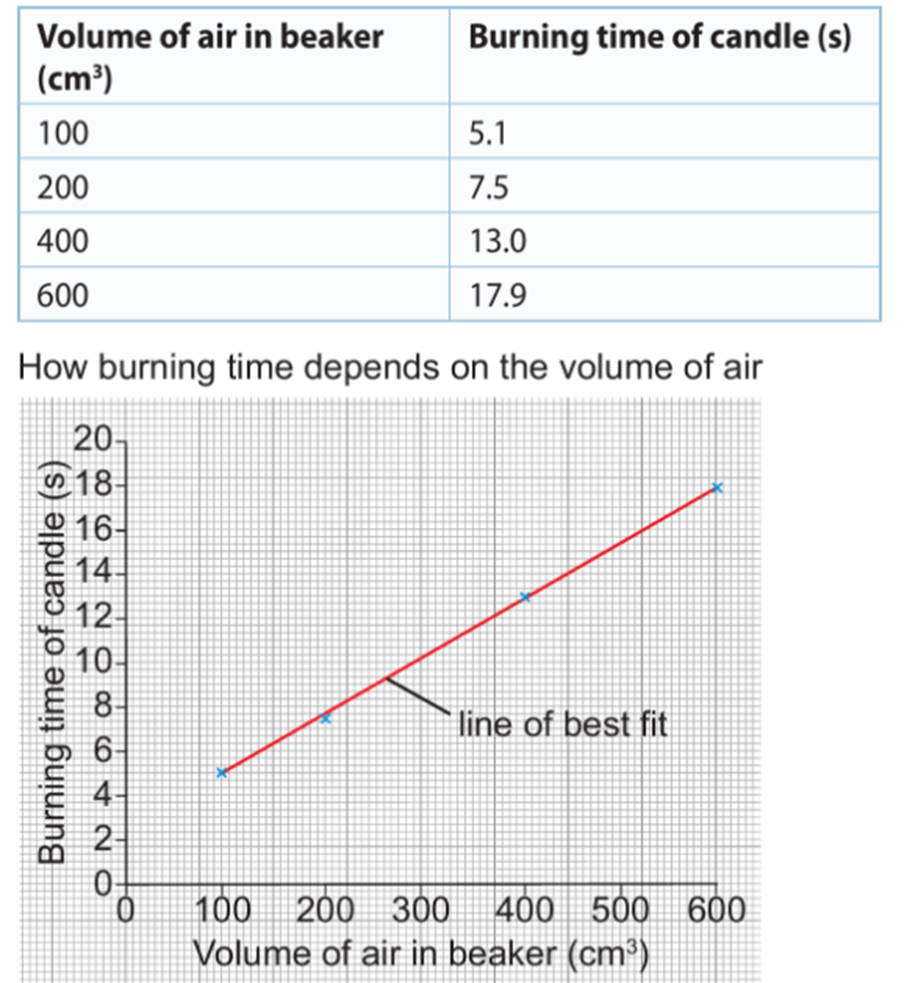 Volume of air in beaker Burning time of candle (s)
(cm³)
100 5.1
200 7.5
400 13.0
600 17.9
How burning time depends on the volume of air
Burning time of candle (s)
20
18
16
14
12
10
8
6
4
2
0
line of best fit
0 100 200 300 400 500 600
Volume of air in beaker (cm³)